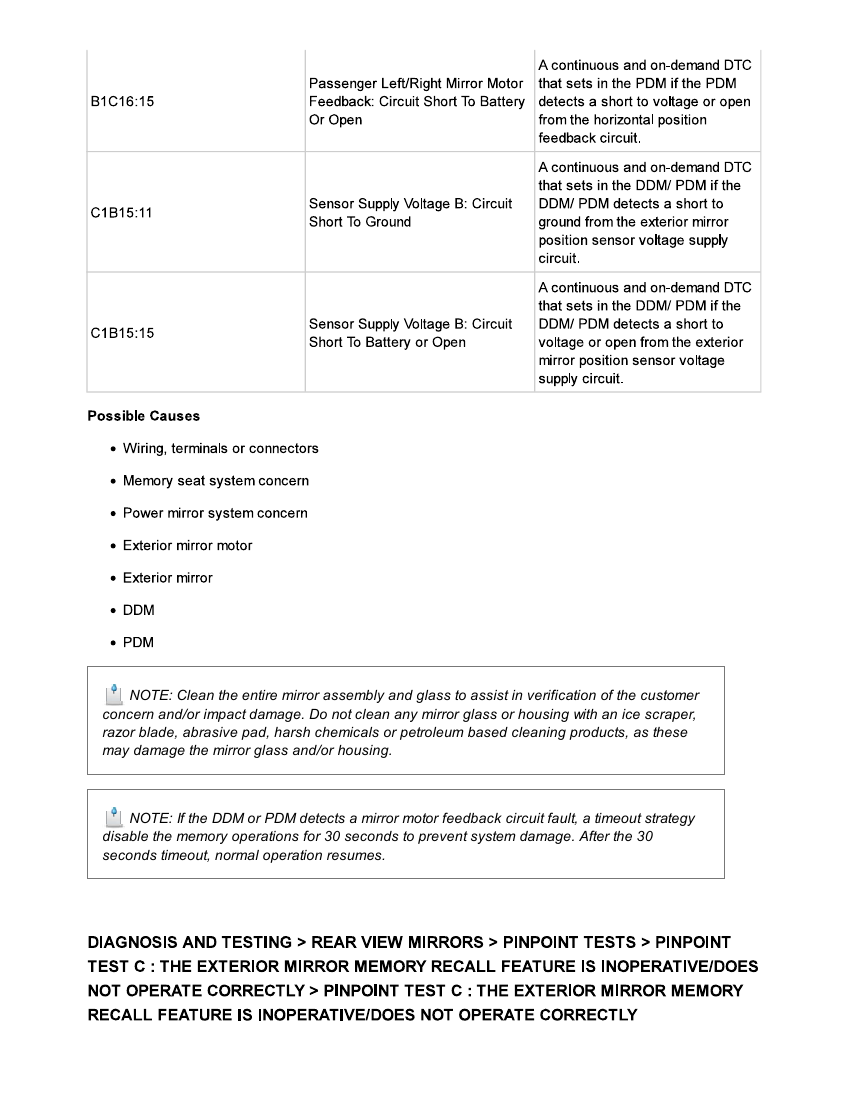 B1C16:15
Passenger Left/Right Mirror Motor
Feedback: Circuit Short To Battery
Or Open
A continuous and on-demand DTC
that sets in the PDM if the PDM
detects a short to voltage or open
from the horizontal position
feedback circuit.
C1B15:11
Sensor Supply Voltage B: Circuit
Short To Ground
A continuous and on-demand DTC
that sets in the DDM/ PDM if the
DDM/ PDM detects a short to
ground from the exterior mirror
position sensor voltage supply
circuit.
C1B15:15
Sensor Supply Voltage B: Circuit
Short To Battery or Open
A continuous and on-demand DTC
that sets in the DDM/ PDM if the
DDM/ PDM detects a short to
voltage or open from the exterior
mirror position sensor voltage
supply circuit.
Possible Causes
• Wiring, terminals or connectors
• Memory seat system concern
• Power mirror system concern
• Exterior mirror motor
• Exterior mirror
• DDM
• PDM
NOTE: Clean the entire mirror assembly and glass to assist in verification of the customer
concern and/or impact damage. Do not clean any mirror glass or housing with an ice scraper,
razor blade, abrasive pad, harsh chemicals or petroleum based cleaning products, as these
may damage the mirror glass and/or housing.
NOTE: If the DDM or PDM detects a mirror motor feedback circuit fault, a timeout strategy
disable the memory operations for 30 seconds to prevent system damage. After the 30
seconds timeout, normal operation resumes.
DIAGNOSIS AND TESTING > REAR VIEW MIRRORS > PINPOINT TESTS > PINPOINT
TEST C : THE EXTERIOR MIRROR MEMORY RECALL FEATURE IS INOPERATIVE/DOES
NOT OPERATE CORRECTLY > PINPOINT TEST C : THE EXTERIOR MIRROR MEMORY
RECALL FEATURE IS INOPERATIVE/DOES NOT OPERATE CORRECTLY